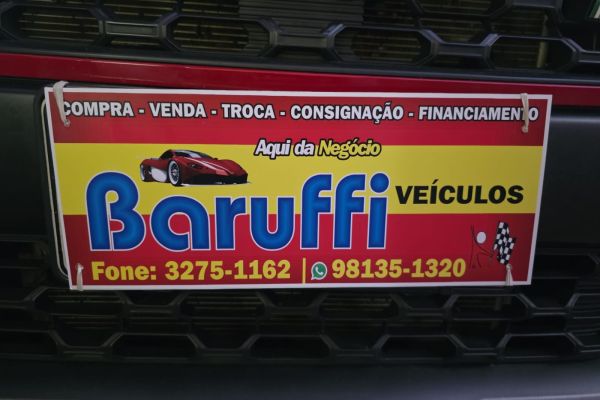 COMPRA - VENDA - TROCA - CONSIGNAÇÃO - FINANCIAMENTO
Aqui da Negócio
Baruffi VEÍCULOS
Fone: 3275-1162 | 98135-1320